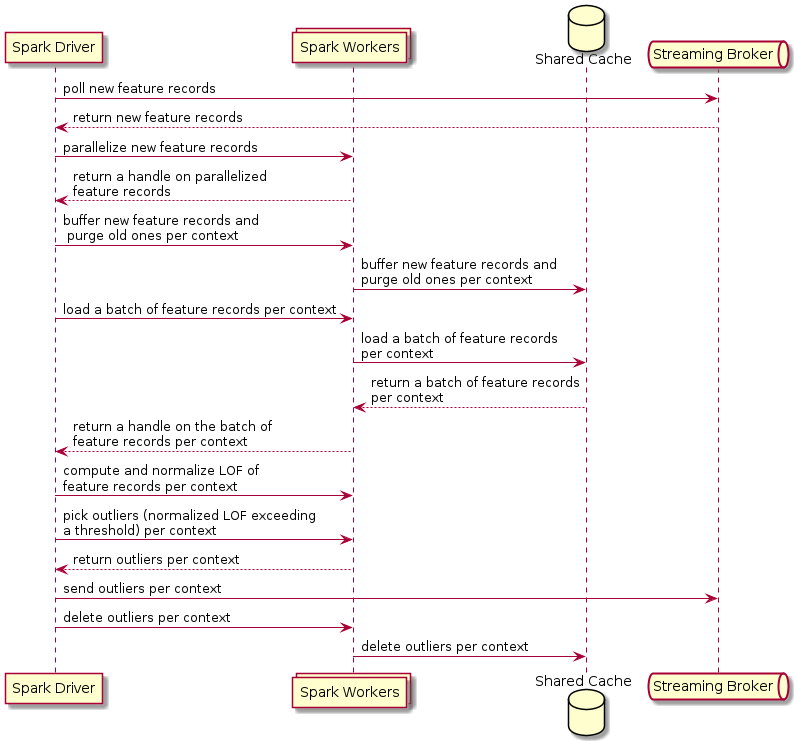 Spark Driver
Spark Workers
Shared Cache
Streaming Broker
poll new feature records
return new feature records
parallelize new feature records
return a handle on parallelized
feature records
buffer new feature records and
purge old ones per context
buffer new feature records and
purge old ones per context
load a batch of feature records per context
load a batch of feature records
per context
return a batch of feature records
per context
return a handle on the batch of
feature records per context
compute and normalize LOF of
feature records per context
pick outliers (normalized LOF exceeding
a threshold) per context
return outliers per context
send outliers per context
delete outliers per context
delete outliers per context
Spark Driver
Spark Workers
Shared Cache
Streaming Broker